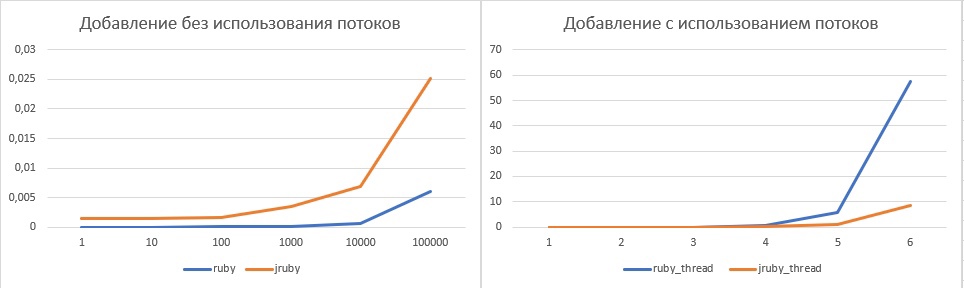 Добавление без использования потоков
0,03
0,025
0,02
0,015
0,01
0,005
0
1 10 100 1000 10000 100000
ruby jruby
Добавление с использованием потоков
70
60
50
40
30
20
10
0
1 2 3 4 5 6
ruby_thread jruby_thread